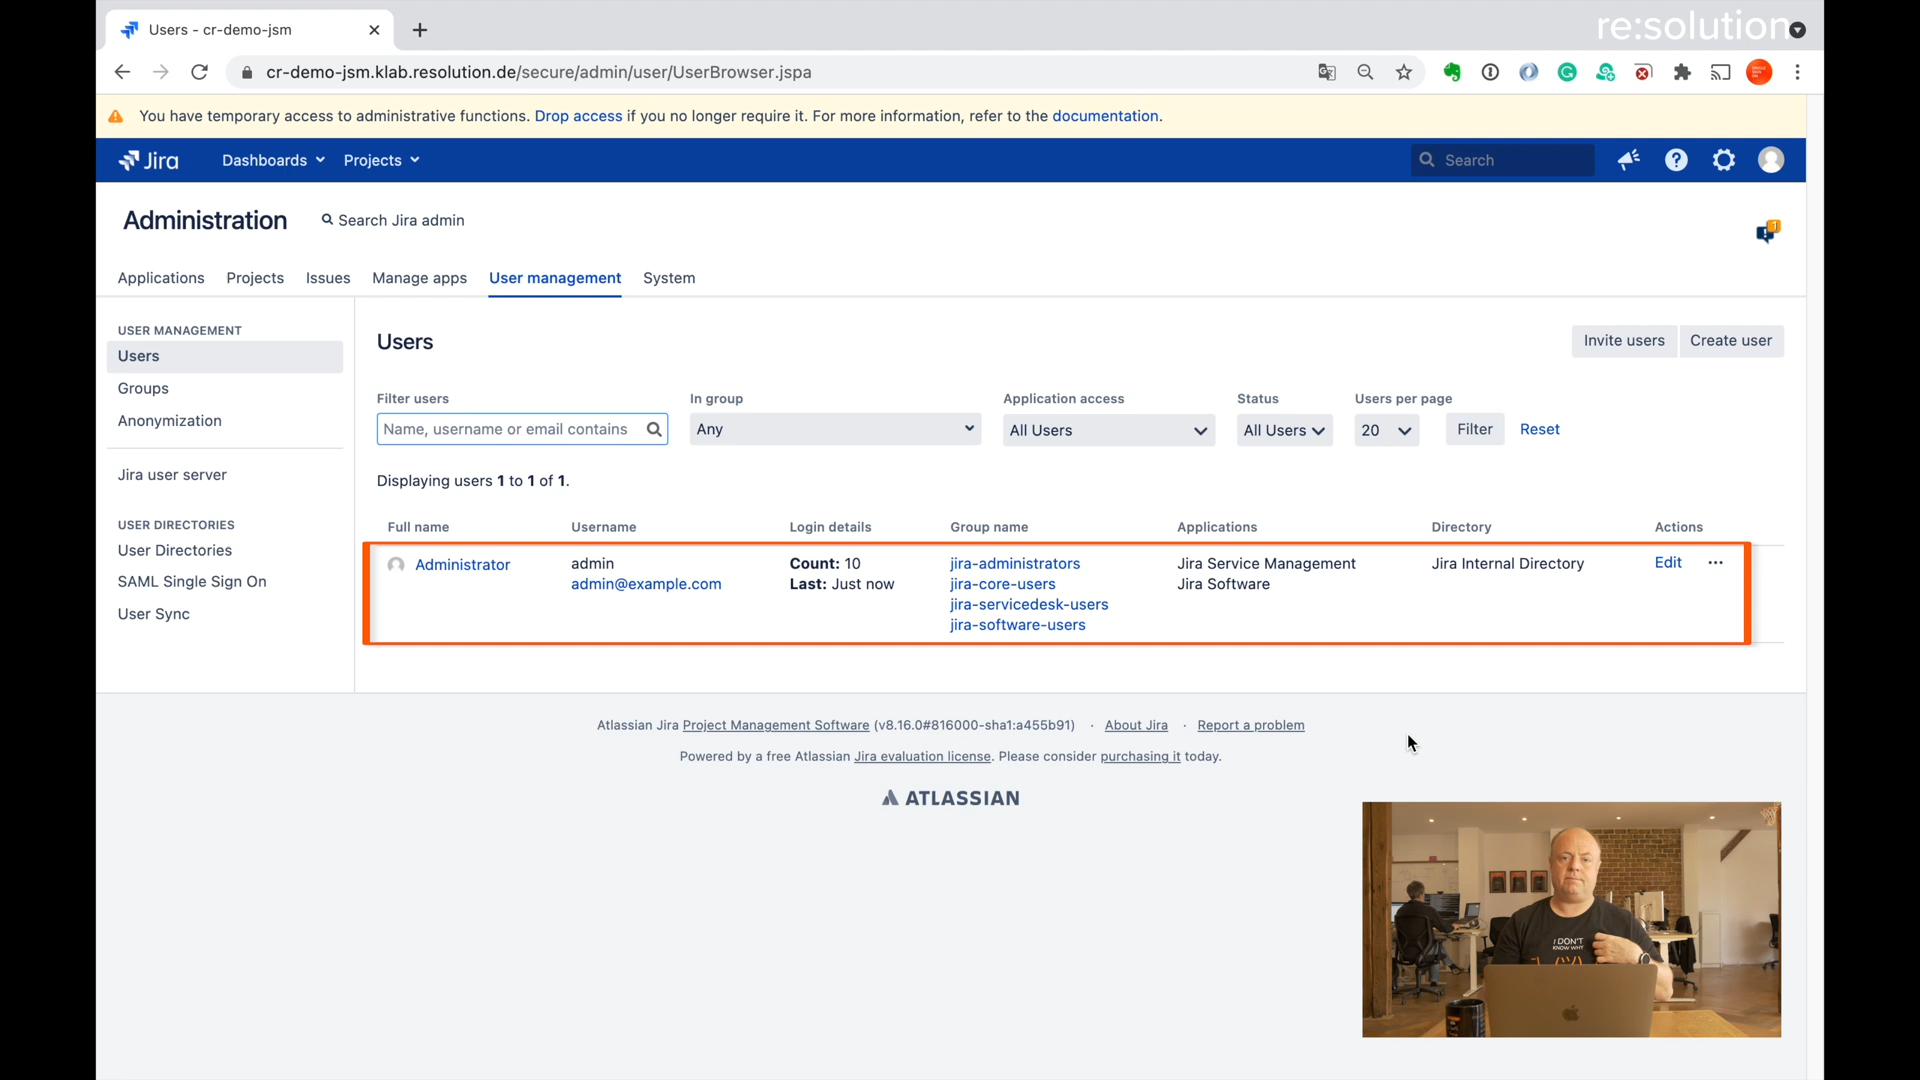 Users - cr-demo-jsm
re:solution
cr-demo-jsm.klab.resolution.de/secure/admin/user/UserBrowser.jspa
You have temporary access to administrative functions. Drop access if you no longer require it. For more information, refer to the documentation.
Jira
Dashboards
Projects
Search
Administration
Search Jira admin
1
Applications
Projects
Issues
Manage apps
User management
System
USER MANAGEMENT
Users
Groups
Anonymization
Jira user server
USER DIRECTORIES
User Directories
SAML Single Sign On
User Sync
Users
Invite users
Create user
Filter users
In group
Application access
Status
Users per page
Name, username or email contains
Any
All Users
All Users
20
Filter
Reset
Displaying users 1 to 1 of 1.
Full name
Username
Login details
Group name
Applications
Directory
Actions
Administrator
admin
admin@example.com
Count: 10
Last: Just now
jira-administrators
jira-core-users
jira-servicedesk-users
jira-software-users
Jira Service Management
Jira Software
Jira Internal Directory
Edit
Atlassian Jira Project Management Software (v8.16.0#816000-sha1:a455b91) · About Jira · Report a problem
Powered by a free Atlassian Jira evaluation license. Please consider purchasing it today.
ATLASSIAN
I DON'T
KNOW WHY